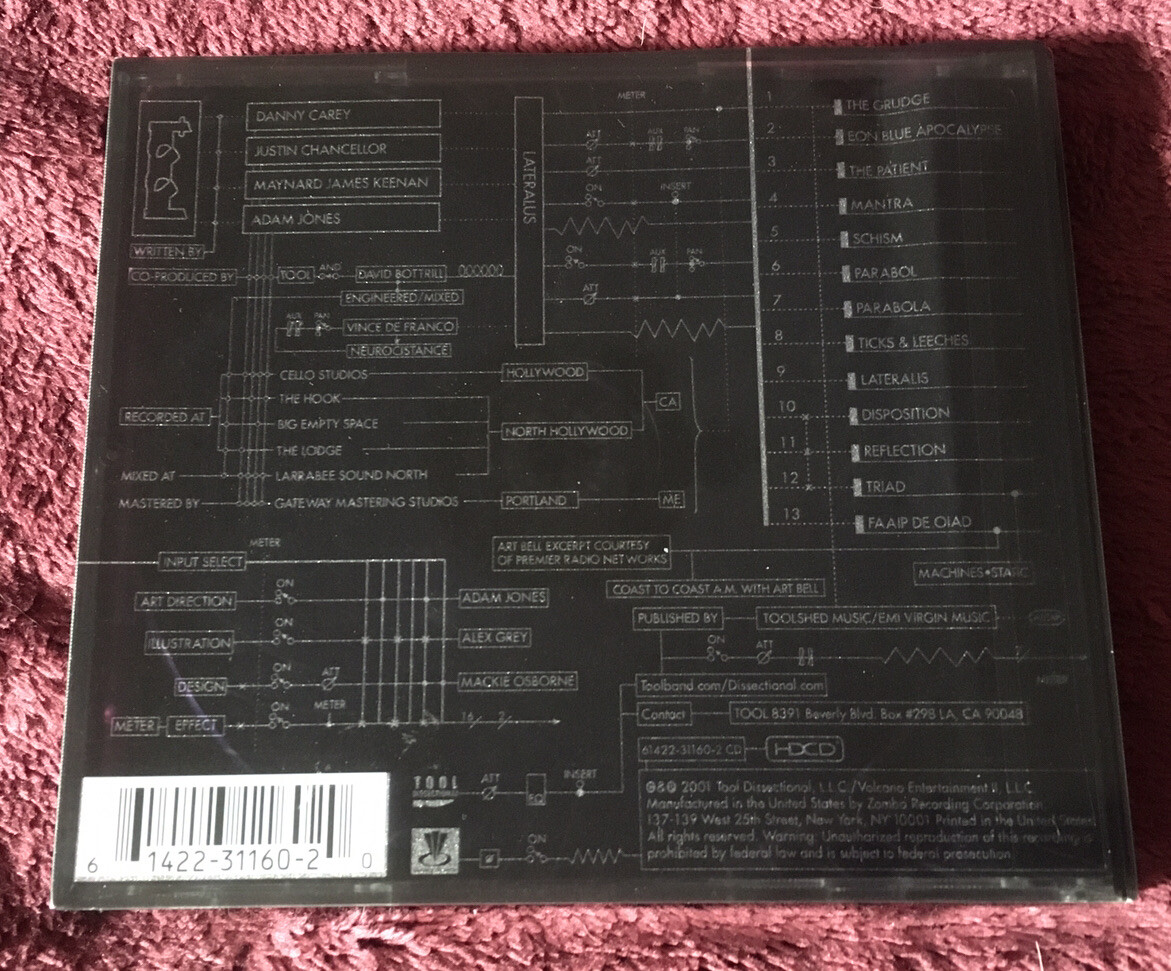 TOOL
DANNY CAREY
JUSTIN CHANCELLOR
MAYNARD JAMES KEENAN
ADAM JONES
WRITTEN BY
CO-PRODUCED BY
TOOL
AND
DAVID BOTTRILL
ENGINEERED/MIXED
AUX PAN
VINCE DE FRANCO
NEUROCISTANCE
RECORDED AT
CELLO STUDIOS
HOLLYWOOD
THE HOOK
CA
BIG EMPTY SPACE
NORTH HOLLYWOOD
THE LODGE
MIXED AT
LARRABEE SOUND NORTH
MASTERED BY
GATEWAY MASTERING STUDIOS
PORTLAND
ME
LATERALUS
METER
ATT
AUX PAN
ATT
ON
INSERT
ON
AUX PAN
ATT
1 THE GRUDGE
2 EON BLUE APOCALYPSE
3 THE PATIENT
4 MANTRA
5 SCHISM
6 PARABOL
7 PARABOLA
8 TICKS & LEECHES
9 LATERALIS
10 DISPOSITION
11 REFLECTION
12 TRIAD
13 FAAIP DE OIAD
ART BELL EXCERPT COURTESY
OF PREMIER RADIO NETWORKS
COAST TO COAST A.M. WITH ART BELL
METER
INPUT SELECT
ART DIRECTION
ON
ADAM JONES
ILLUSTRATION
ON
ALEX GREY
DESIGN
ON
ATT
MACKIE OSBORNE
METER
EFFECT
ON
METER
16
2
PUBLISHED BY
TOOLSHED MUSIC/EMI VIRGIN MUSIC
ON
ATT
Toolband.com/Dissectional.com
Contact
TOOL 8391 Beverly Blvd. Box #298 LA, CA 90048
61422-31160-2 CD
HDCD
TOOL
ATT
EQ
INSERT
ON
℗© 2001 Tool Dissectional, L.L.C./Volcano Entertainment II, L.L.C.
Manufactured in the United States by Zomba Recording Corporation,
137-139 West 25th Street, New York, NY 10001 Printed in the United States
All rights reserved. Warning: Unauthorized reproduction of this recording is
prohibited by federal law and is subject to federal prosecution
6 1422-31160-2 0